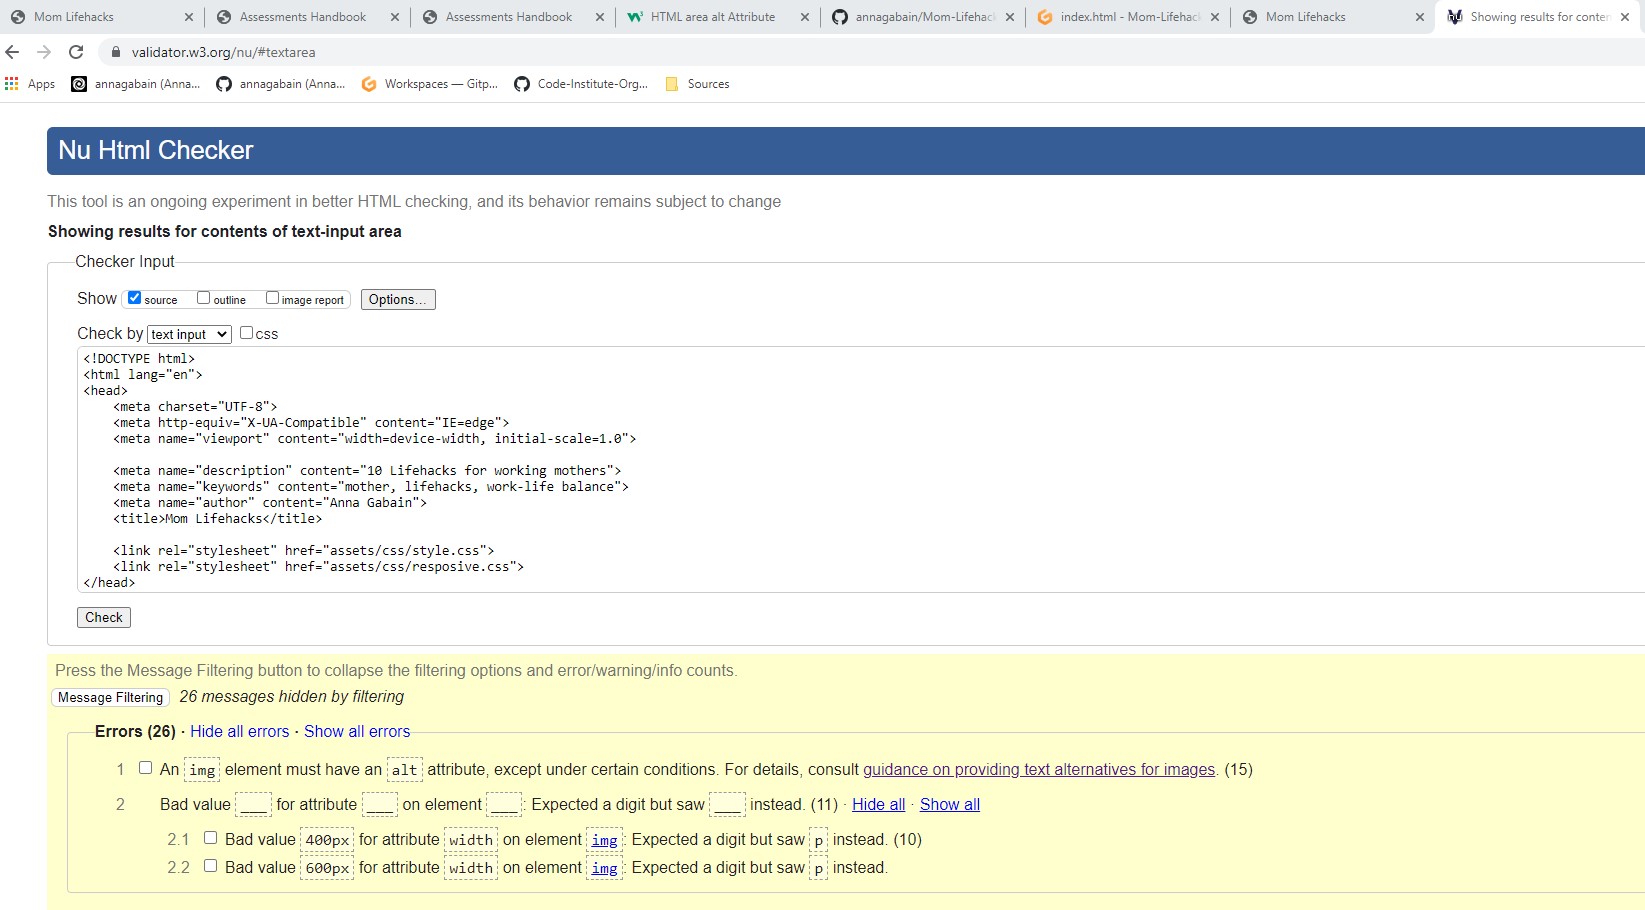 Mom Lifehacks
Assessments Handbook
Assessments Handbook
HTML area alt Attribute
annagabain/Mom-Lifehac
index.html - Mom-Lifehac
Mom Lifehacks
Showing results for conten
validator.w3.org/nu/#textarea
Apps
annagabain (Anna...
annagabain (Anna...
Workspaces — Gitp...
Code-Institute-Org...
Sources
Nu Html Checker
This tool is an ongoing experiment in better HTML checking, and its behavior remains subject to change
Showing results for contents of text-input area
Checker Input
Show source outline image report Options...
Check by text input css
<!DOCTYPE html>
<html lang="en">
<head>
<meta charset="UTF-8">
<meta http-equiv="X-UA-Compatible" content="IE=edge">
<meta name="viewport" content="width=device-width, initial-scale=1.0">
<meta name="description" content="10 Lifehacks for working mothers">
<meta name="keywords" content="mother, lifehacks, work-life balance">
<meta name="author" content="Anna Gabain">
<title>Mom Lifehacks</title>
<link rel="stylesheet" href="assets/css/style.css">
<link rel="stylesheet" href="assets/css/resposive.css">
</head>
Check
Press the Message Filtering button to collapse the filtering options and error/warning/info counts.
Message Filtering 26 messages hidden by filtering
Errors (26) · Hide all errors · Show all errors
1 An img element must have an alt attribute, except under certain conditions. For details, consult guidance on providing text alternatives for images. (15)
2 Bad value ___ for attribute ___ on element ___: Expected a digit but saw ___ instead. (11) · Hide all · Show all
2.1 Bad value 400px for attribute width on element img: Expected a digit but saw p instead. (10)
2.2 Bad value 600px for attribute width on element img: Expected a digit but saw p instead.